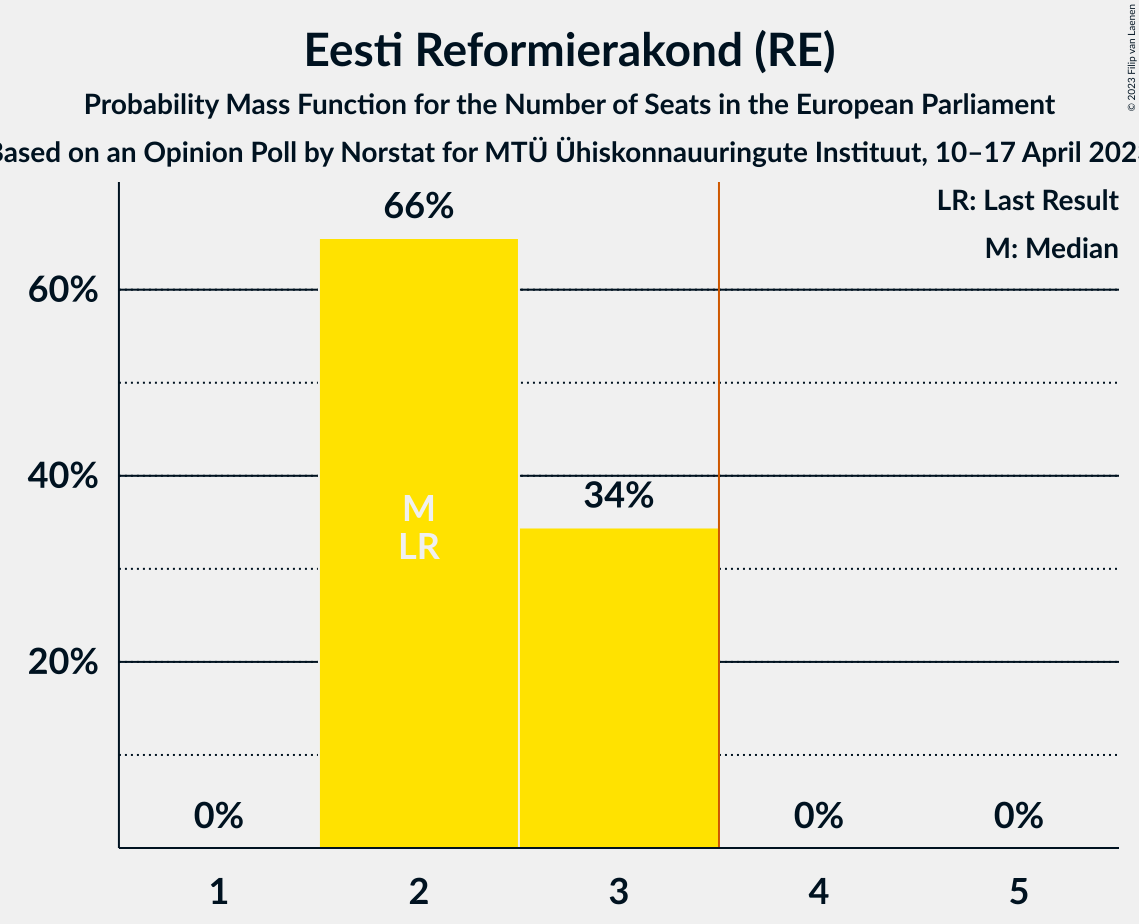 Eesti Reformierakond (RE)
Probability Mass Function for the Number of Seats in the European Parliament
Based on an Opinion Poll by Norstat for MTÜ Ühiskonnauuringute Instituut, 10–17 April 202
© 2023 Filip van Laenen
LR: Last Result
M: Median
66%
60%
40%
34%
M
LR
20%
0%
0%
0%
1
2
3
4
5